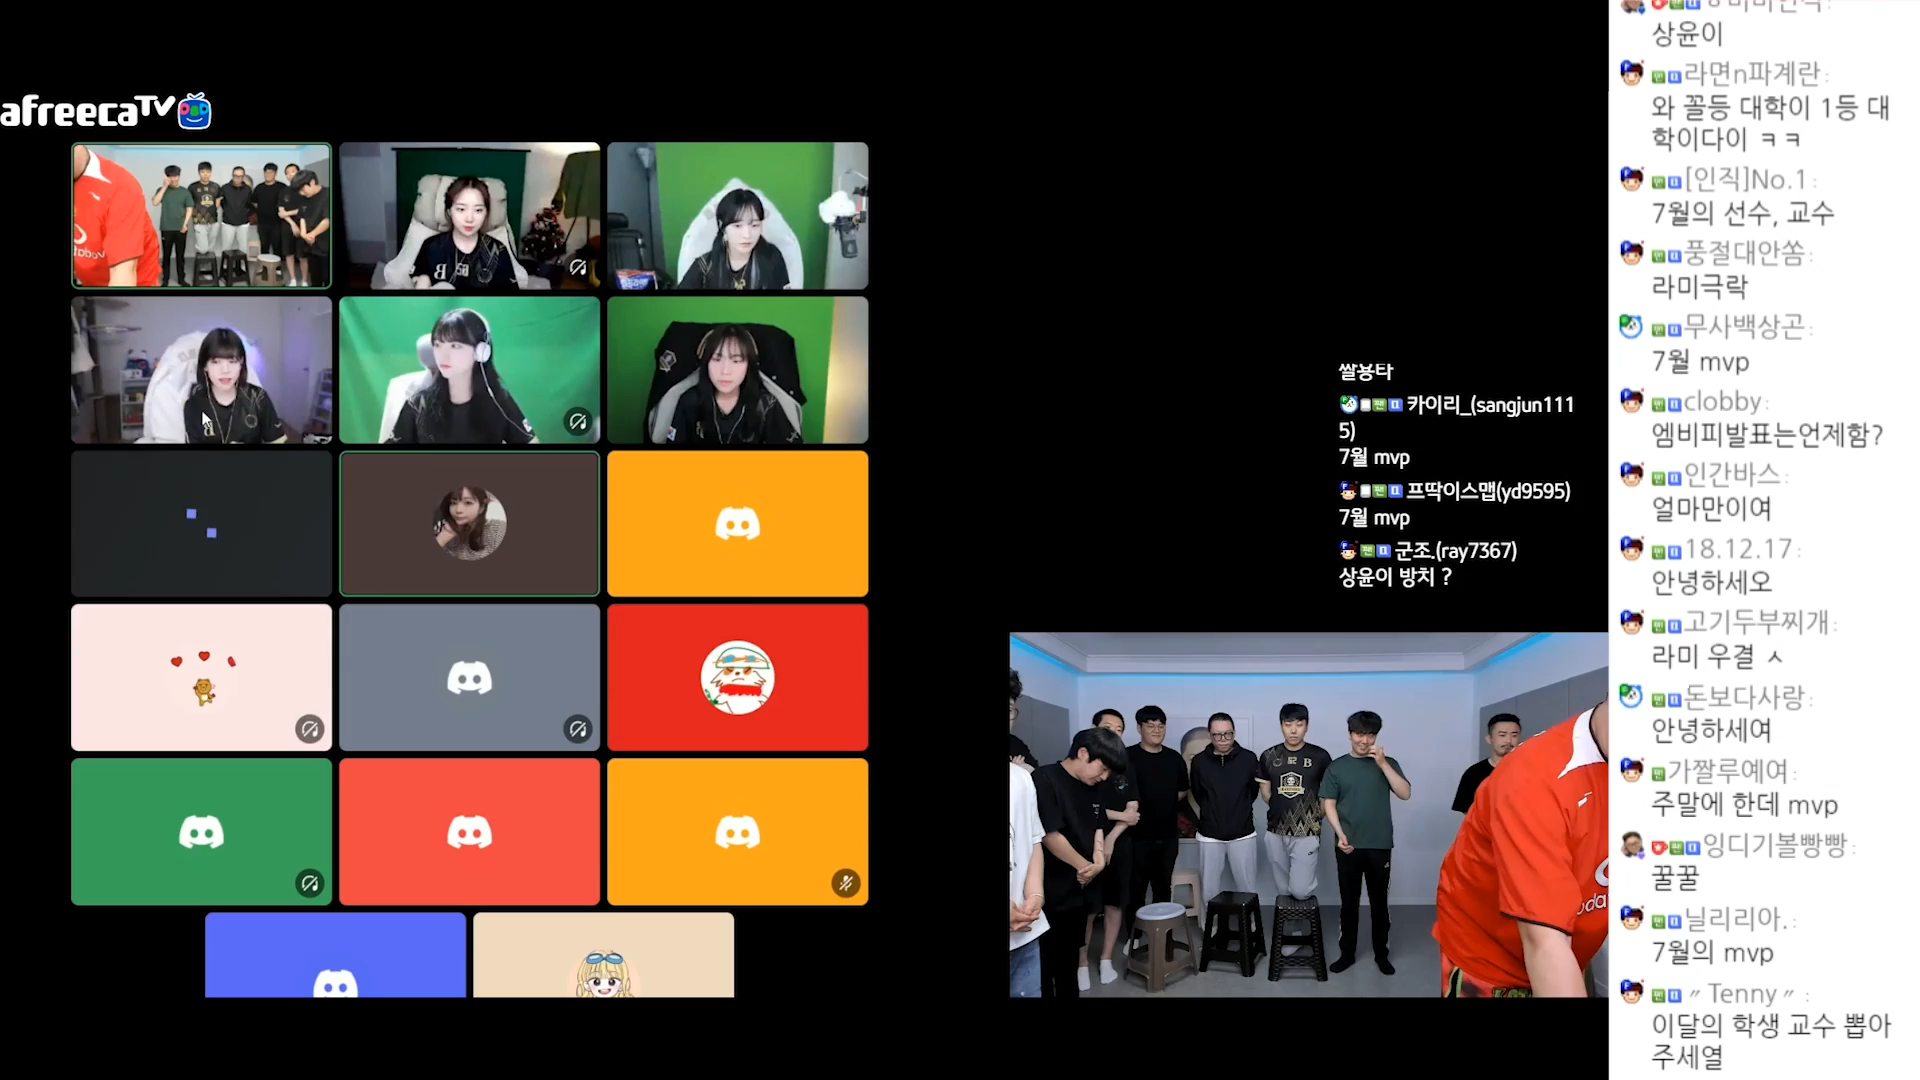 afreecaTV
쌀용타
카이리_(sangjun111
5)
7월 mvp
프딱이스맵(yd9595)
7월 mvp
군조.(ray7367)
상윤이 방치 ?
상윤이
라면n파계란:
와 꼴등 대학이 1등 대
학이다이 ㅋㅋ
[인직]No.1:
7월의 선수, 교수
풍절대안쏨:
라미극락
무사백상곤:
7월 mvp
clobby:
엠비피발표는언제함?
인간바스:
얼마만이여
18.12.17:
안녕하세오
고기두부찌개:
라미 우결 ㅅ
돈보다사랑:
안녕하세여
가짤루예여:
주말에 한데 mvp
잉디기볼빵빵:
꿀꿀
닐리리아.:
7월의 mvp
〃Tenny〃:
이달의 학생 교수 뽑아
주세열